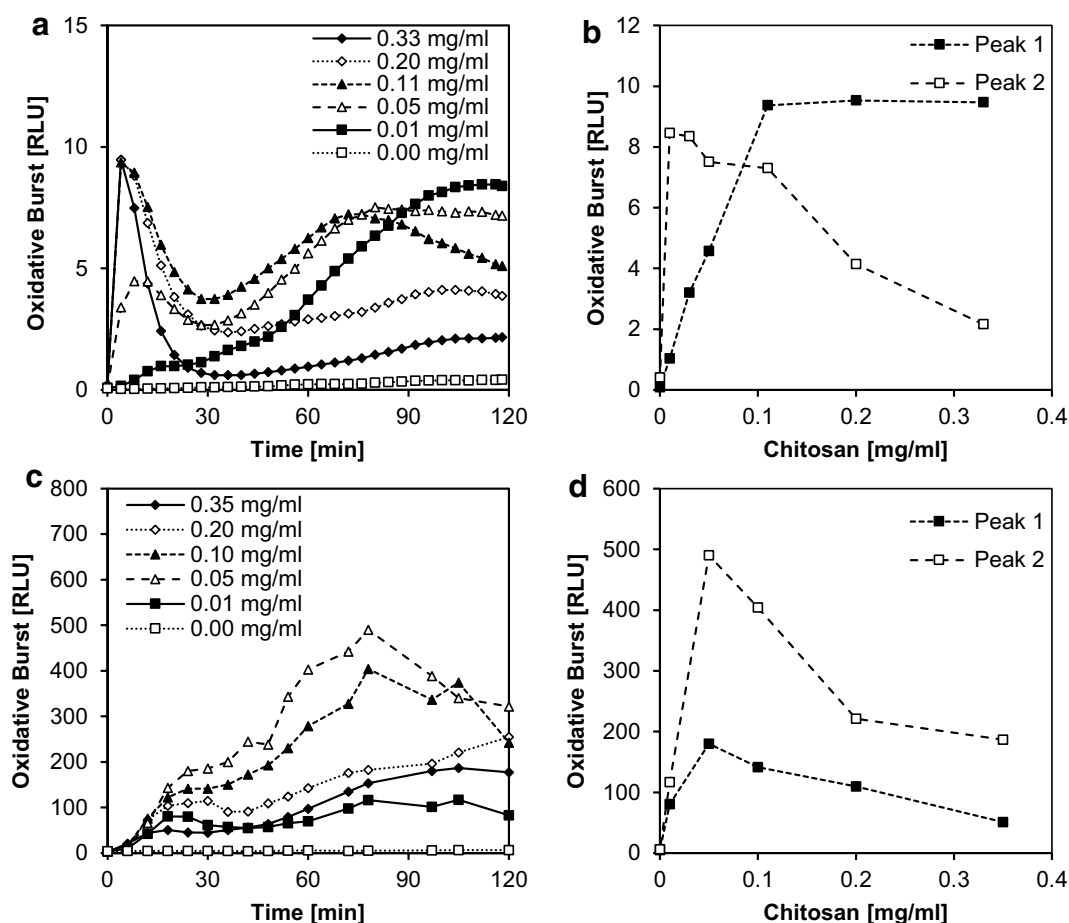 a
15
10
5
0
Oxidative Burst [RLU]
0.33 mg/ml
0.20 mg/ml
0.11 mg/ml
0.05 mg/ml
0.01 mg/ml
0.00 mg/ml
0 30 60 90 120
Time [min]
b
12
10
8
6
4
2
0
Oxidative Burst [RLU]
Peak 1
Peak 2
0 0.1 0.2 0.3 0.4
Chitosan [mg/ml]
c
800
700
600
500
400
300
200
100
0
Oxidative Burst [RLU]
0.35 mg/ml
0.20 mg/ml
0.10 mg/ml
0.05 mg/ml
0.01 mg/ml
0.00 mg/ml
0 30 60 90 120
Time [min]
d
600
500
400
300
200
100
0
Oxidative Burst [RLU]
Peak 1
Peak 2
0 0.1 0.2 0.3 0.4
Chitosan [mg/ml]